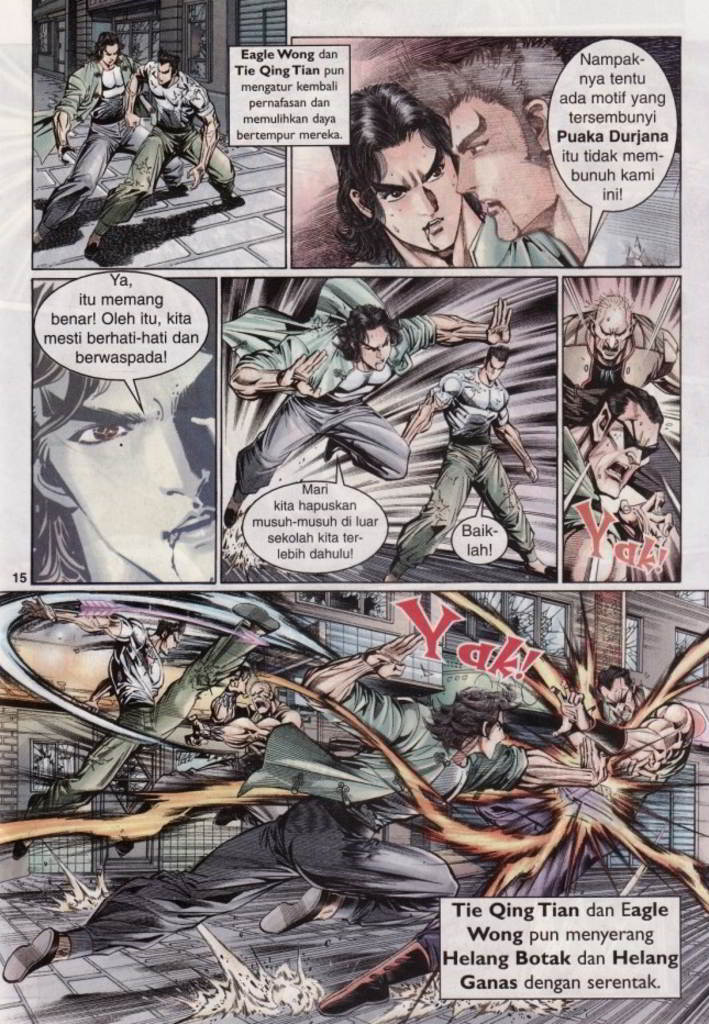 Eagle Wong dan
Tie Qing Tian pun
mengatur kembali
pernafasan dan
memulihkan daya
bertempur mereka.
Nampak-
nya tentu
ada motif yang
tersembunyi
Puaka Durjana
itu tidak mem-
bunuh kami
ini!
Ya,
itu memang
benar! Oleh itu, kita
mesti berhati-hati dan
berwaspada!
Mari
kita hapuskan
musuh-musuh di luar
sekolah kita ter-
lebih dahulu!
Baik-
lah!
Yak!
15
Yak!
Tie Qing Tian dan Eagle
Wong pun menyerang
Helang Botak dan Helang
Ganas dengan serentak.